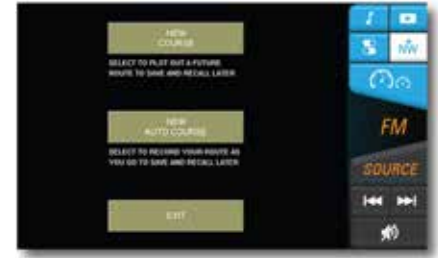 NEW
COURSE
SELECT TO PLOT OUT A FUTURE
ROUTE TO SAVE AND RECALL LATER
NEW
AUTO COURSE
SELECT TO RECORD YOUR ROUTE AS
YOU GO TO SAVE AND RECALL LATER
EXIT
NW
FM
SOURCE